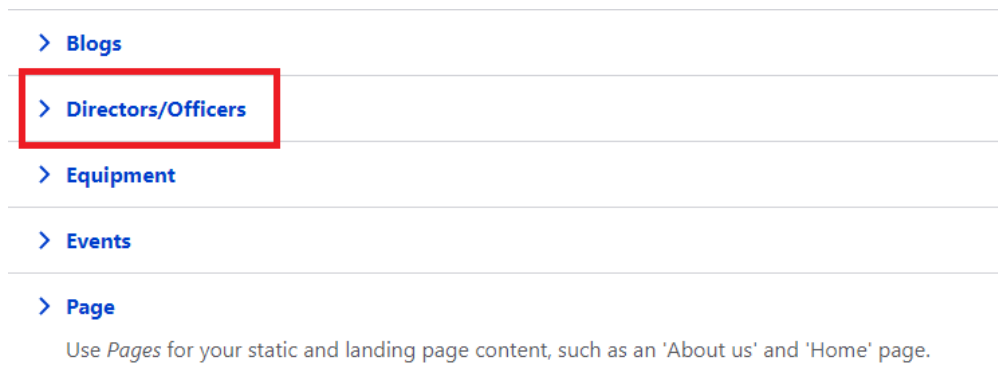 Blogs
Directors/Officers
Equipment
Events
Page
Use Pages for your static and landing page content, such as an 'About us' and 'Home' page.